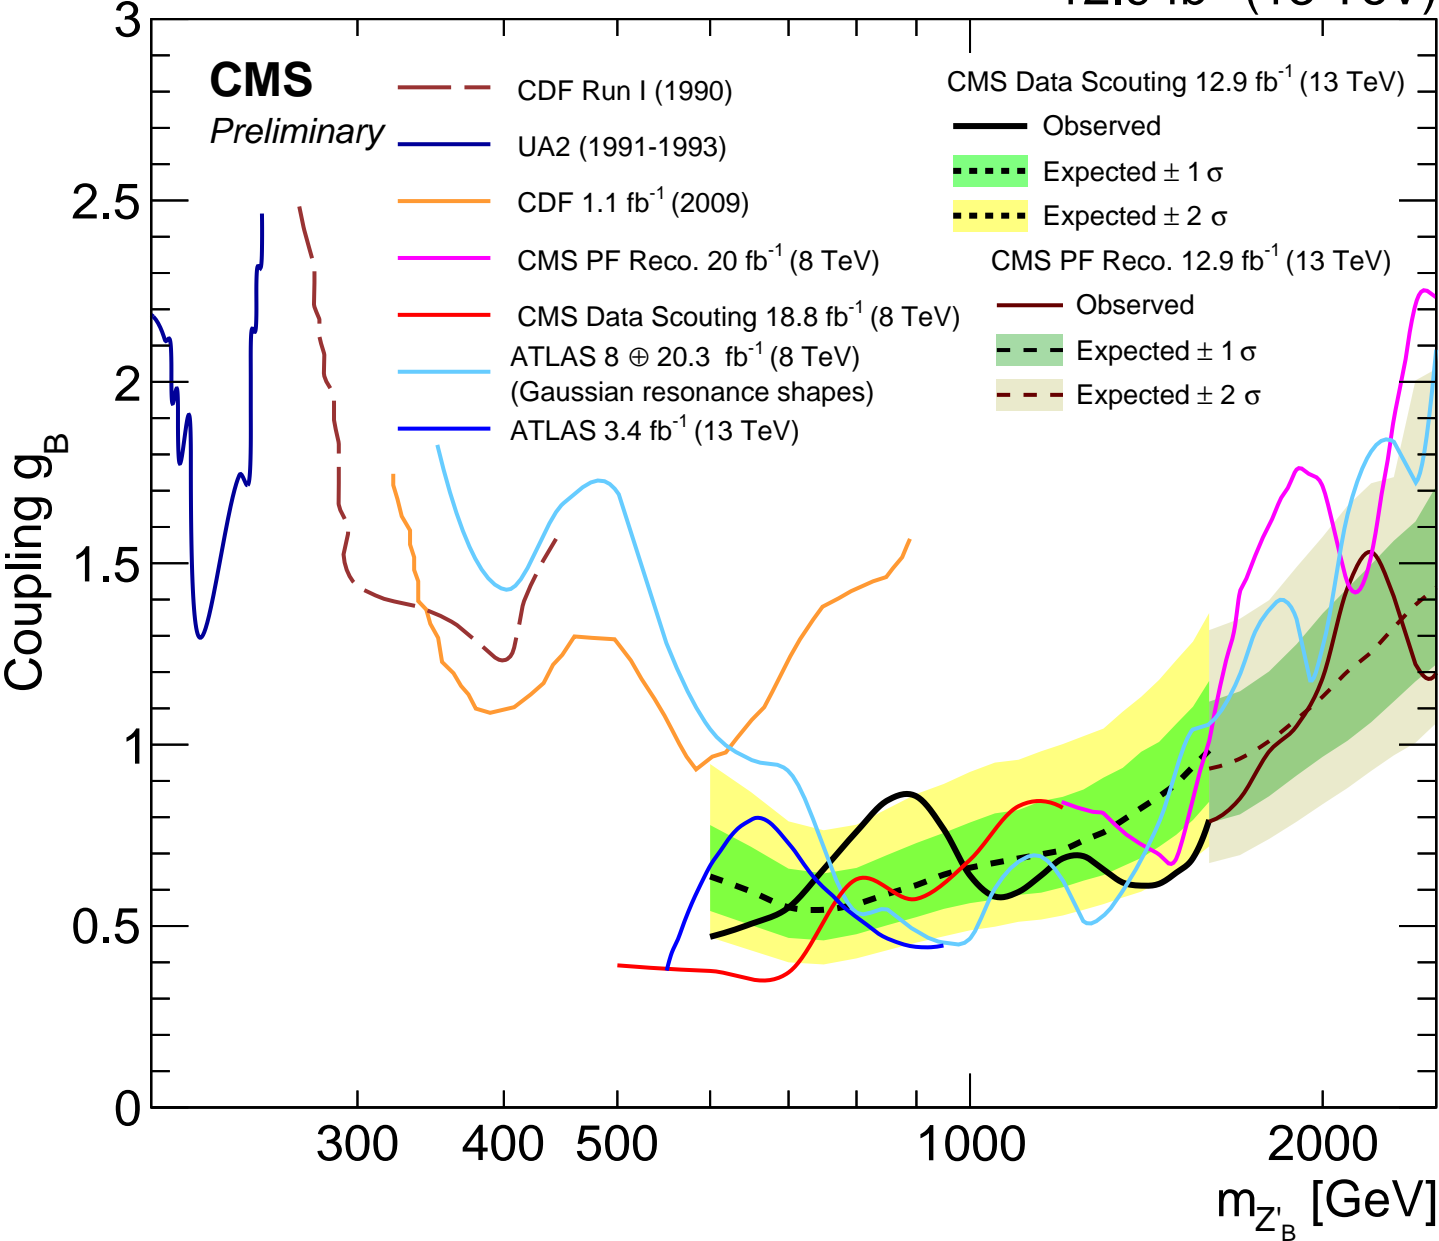 3
2.5
2
1.5
1
0.5
0
Coupling g_B
CMS
Preliminary
CDF Run I (1990)
UA2 (1991-1993)
CDF 1.1 fb⁻¹ (2009)
CMS PF Reco. 20 fb⁻¹ (8 TeV)
CMS Data Scouting 18.8 fb⁻¹ (8 TeV)
ATLAS 8 ⊕ 20.3 fb⁻¹ (8 TeV)
(Gaussian resonance shapes)
ATLAS 3.4 fb⁻¹ (13 TeV)
CMS Data Scouting 12.9 fb⁻¹ (13 TeV)
Observed
Expected ± 1 σ
Expected ± 2 σ
CMS PF Reco. 12.9 fb⁻¹ (13 TeV)
Observed
Expected ± 1 σ
Expected ± 2 σ
300 400 500 1000 2000
m_Z'_B [GeV]